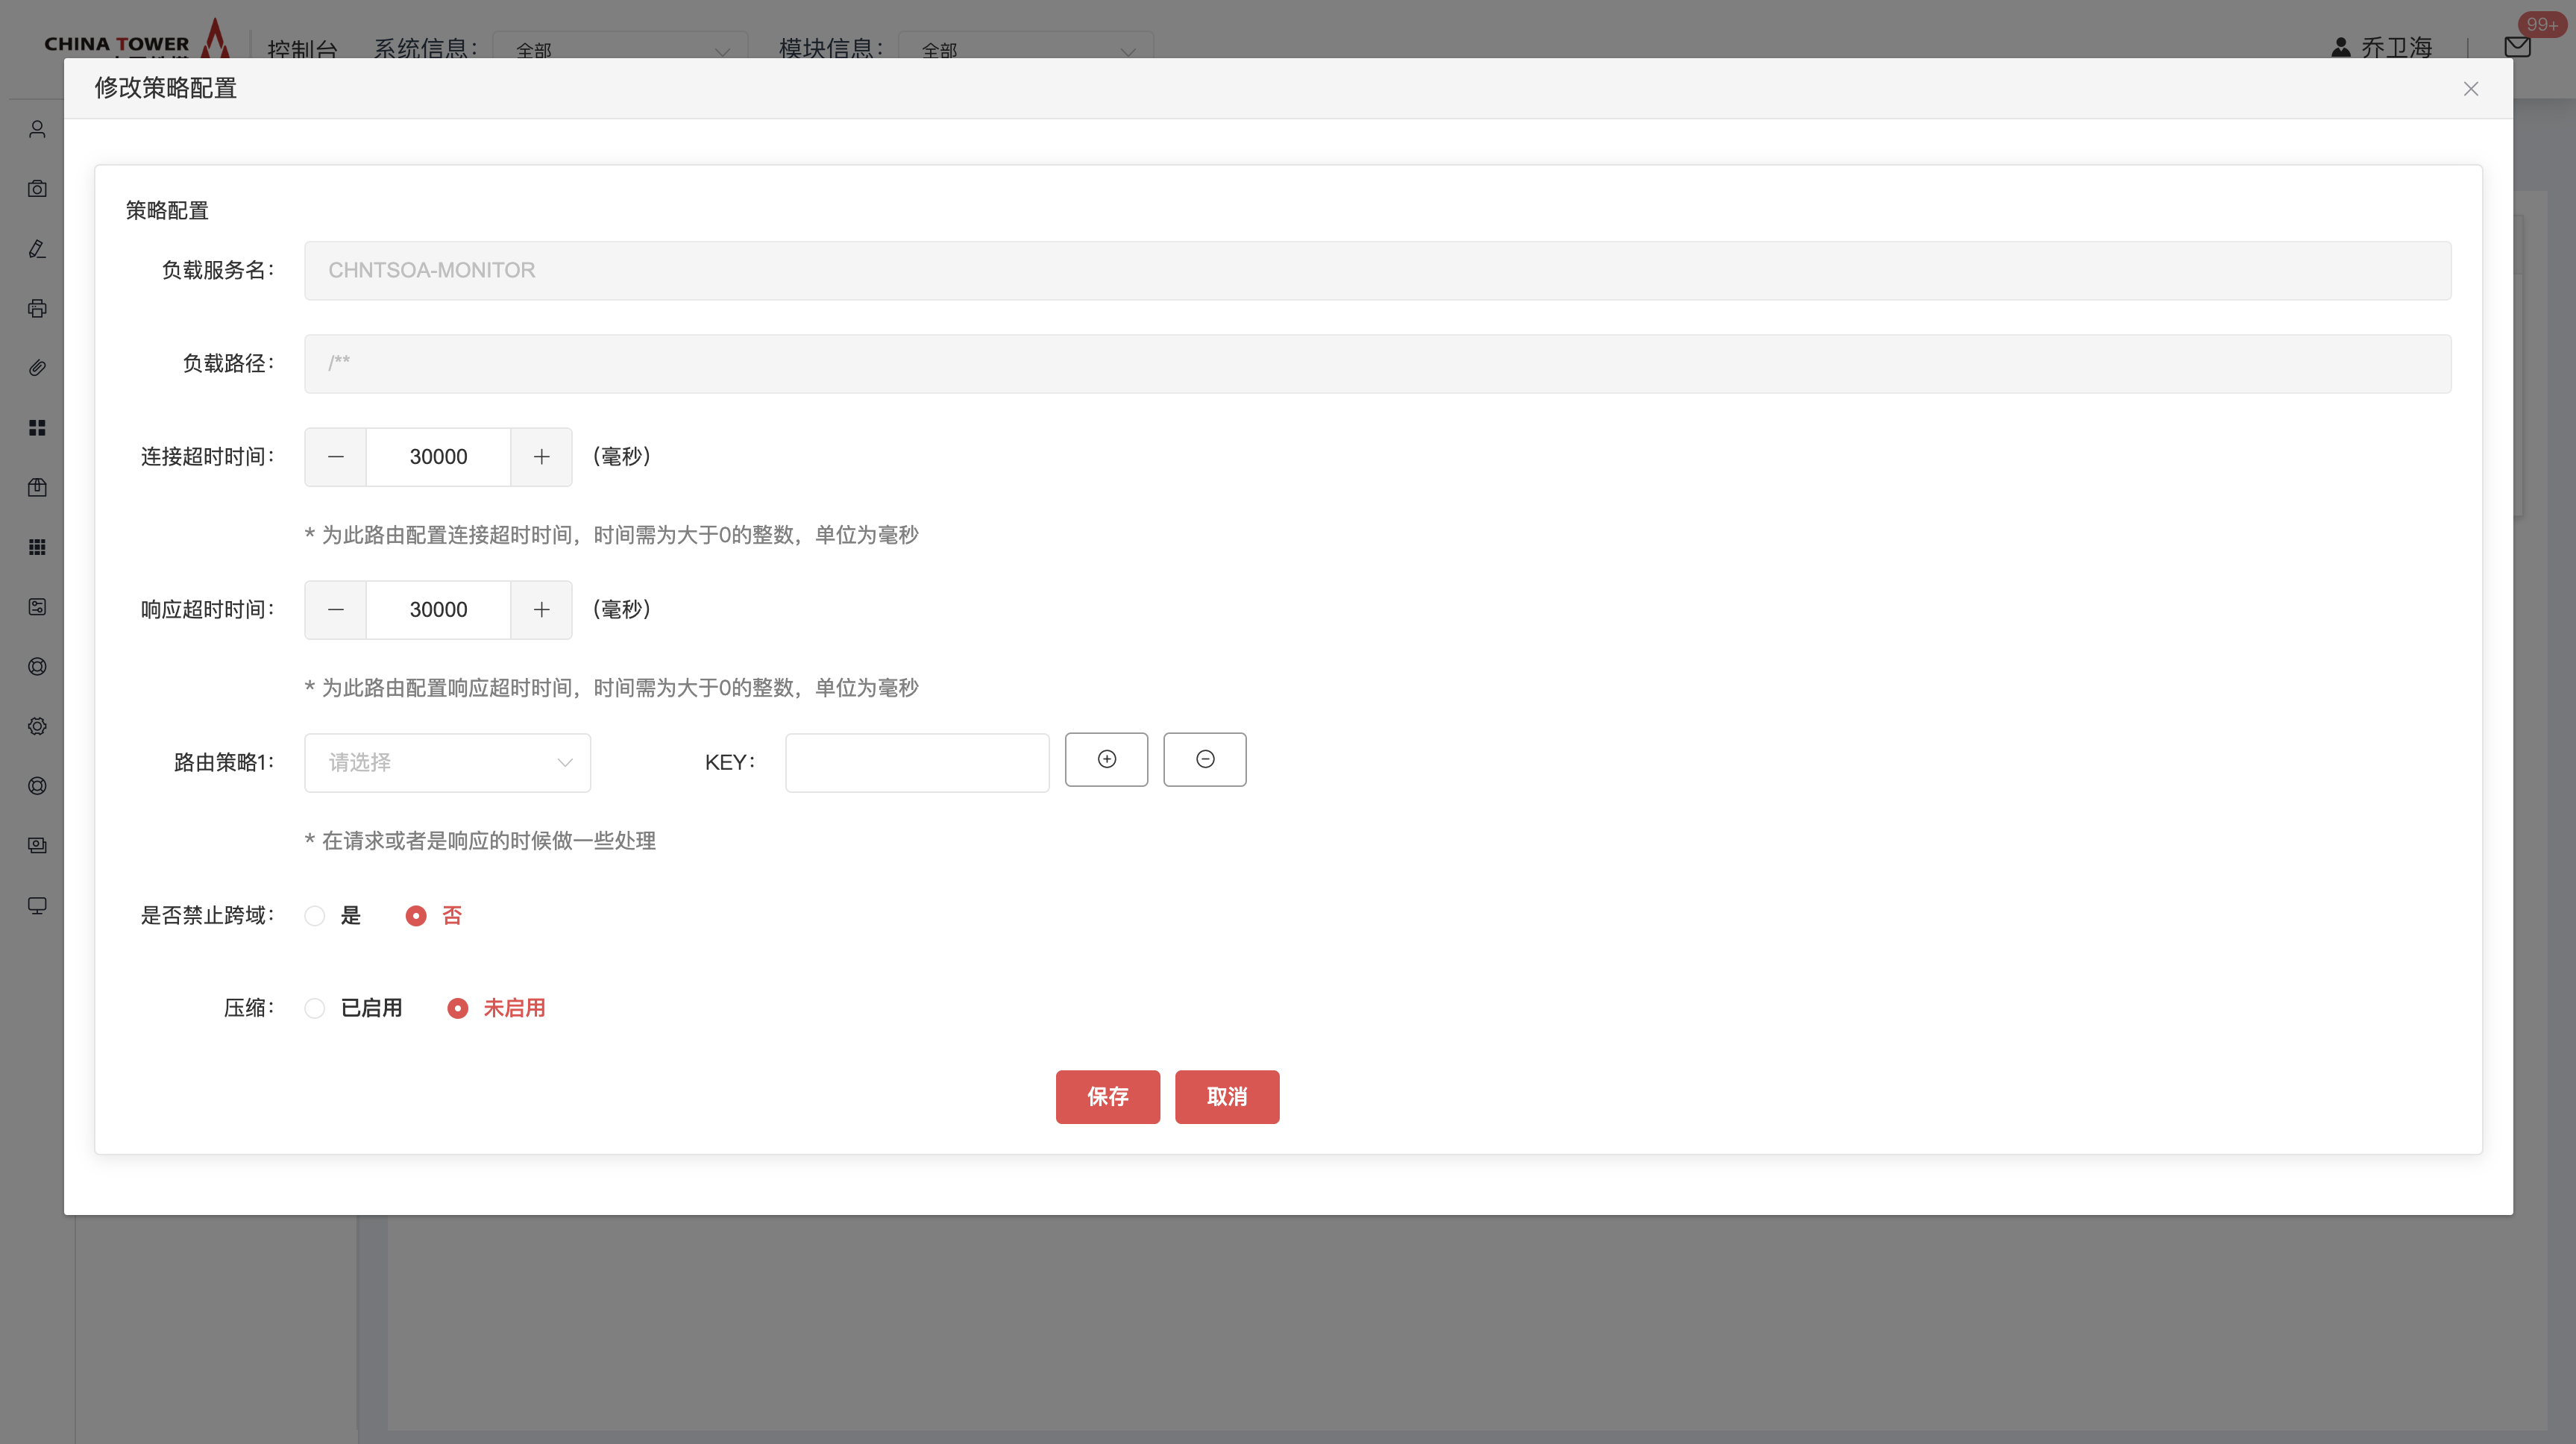 CHINA TOWER
控制台
系统信息：
全部
模块信息：
全部
乔卫海
99+
修改策略配置
策略配置
负载服务名：
CHNTSOA-MONITOR
负载路径：
/**
连接超时时间：
30000
（毫秒）
* 为此路由配置连接超时时间，时间需为大于0的整数，单位为毫秒
响应超时时间：
30000
（毫秒）
* 为此路由配置响应超时时间，时间需为大于0的整数，单位为毫秒
路由策略1：
请选择
KEY：
* 在请求或者是响应的时候做一些处理
是否禁止跨域：
是
否
压缩：
已启用
未启用
保存
取消